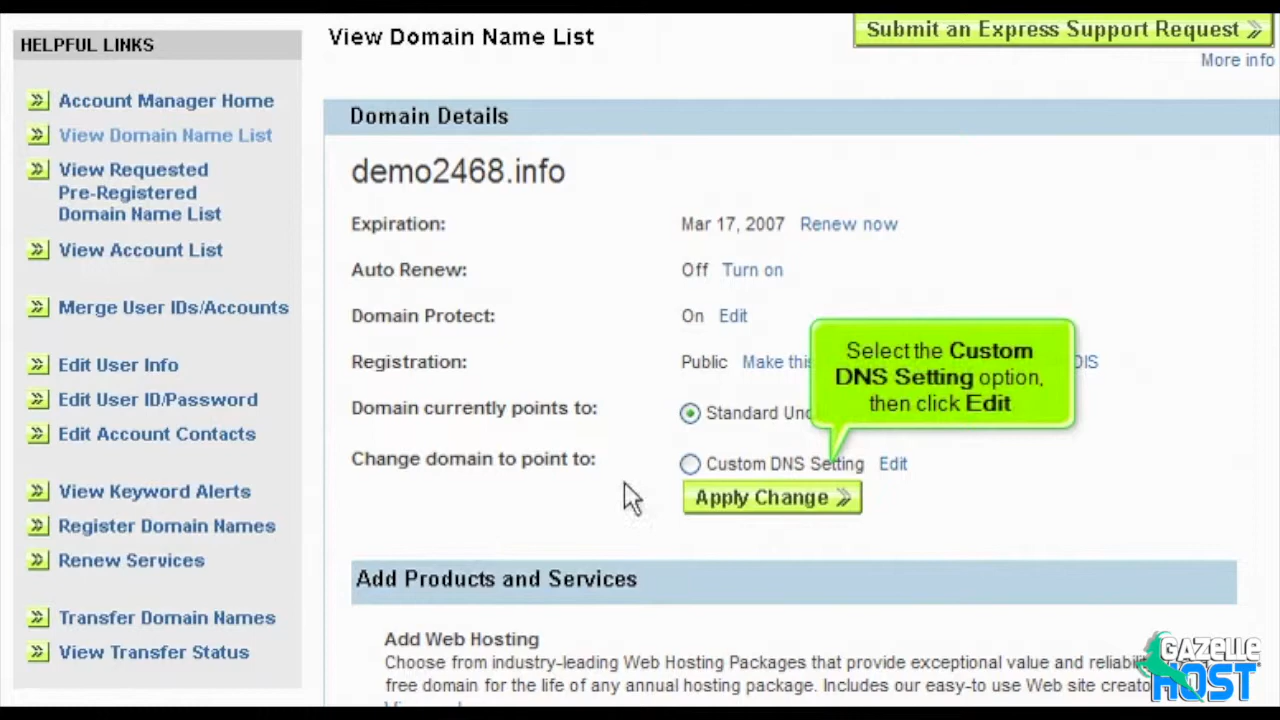 HELPFUL LINKS
Account Manager Home
View Domain Name List
View Requested
Pre-Registered
Domain Name List
View Account List
Merge User IDs/Accounts
Edit User Info
Edit User ID/Password
Edit Account Contacts
View Keyword Alerts
Register Domain Names
Renew Services
Transfer Domain Names
View Transfer Status
View Domain Name List
Submit an Express Support Request
More info
Domain Details
demo2468.info
Expiration: Mar 17, 2007 Renew now
Auto Renew: Off Turn on
Domain Protect: On Edit
Registration: Public Make
Domain currently points to: Standard
Select the Custom
DNS Setting option,
then click Edit
Change domain to point to: Custom DNS Setting Edit
Apply Change
Add Products and Services
Add Web Hosting
Choose from industry-leading Web Hosting Packages that provide exceptional value and
free domain for the life of any annual hosting package. Includes our easy-to use Web site
GAZELLE
HOST